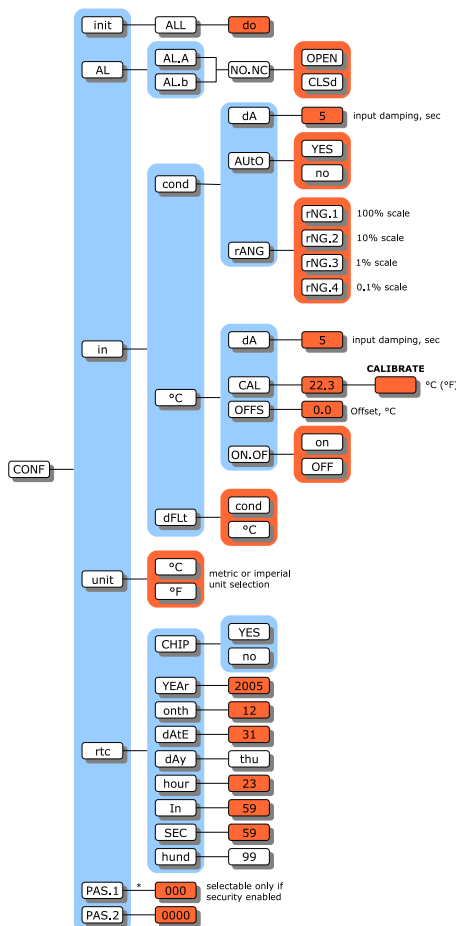 init ALL do
AL AL.A NO.NC OPEN
AL.b CLSd
dA 5 input damping, sec
cond AUtO YES
no
rANG rNG.1 100% scale
rNG.2 10% scale
rNG.3 1% scale
rNG.4 0.1% scale
in
dA 5 input damping, sec
CALIBRATE
°C CAL 22.3 °C (°F)
OFFS 0.0 Offset, °C
ON.OF on
OFF
CONF
dFLt cond
°C
unit °C metric or imperial
°F unit selection
CHIP YES
no
YEAr 2005
onth 12
dAtE 31
rtc dAy thu
hour 23
In 59
SEC 59
hund 99
PAS.1 * 000 selectable only if
security enabled
PAS.2 0000